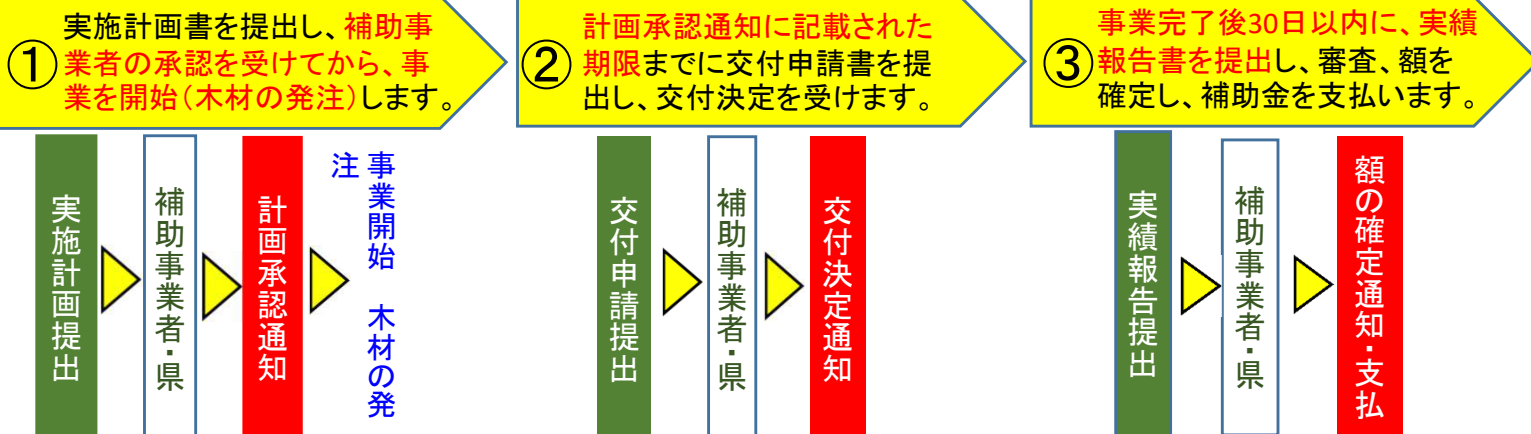 ①
実施計画書を提出し、補助事
業者の承認を受けてから、事
業を開始（木材の発注）します。
②
計画承認通知に記載された
期限までに交付申請書を提
出し、交付決定を受けます。
③
事業完了後30日以内に、実績
報告書を提出し、審査、額を
確定し、補助金を支払います。
実施計画提出
補助事業者・県
計画承認通知
事業開始　木材の発
注
交付申請提出
補助事業者・県
交付決定通知
実績報告提出
補助事業者・県
額の確定通知・支払